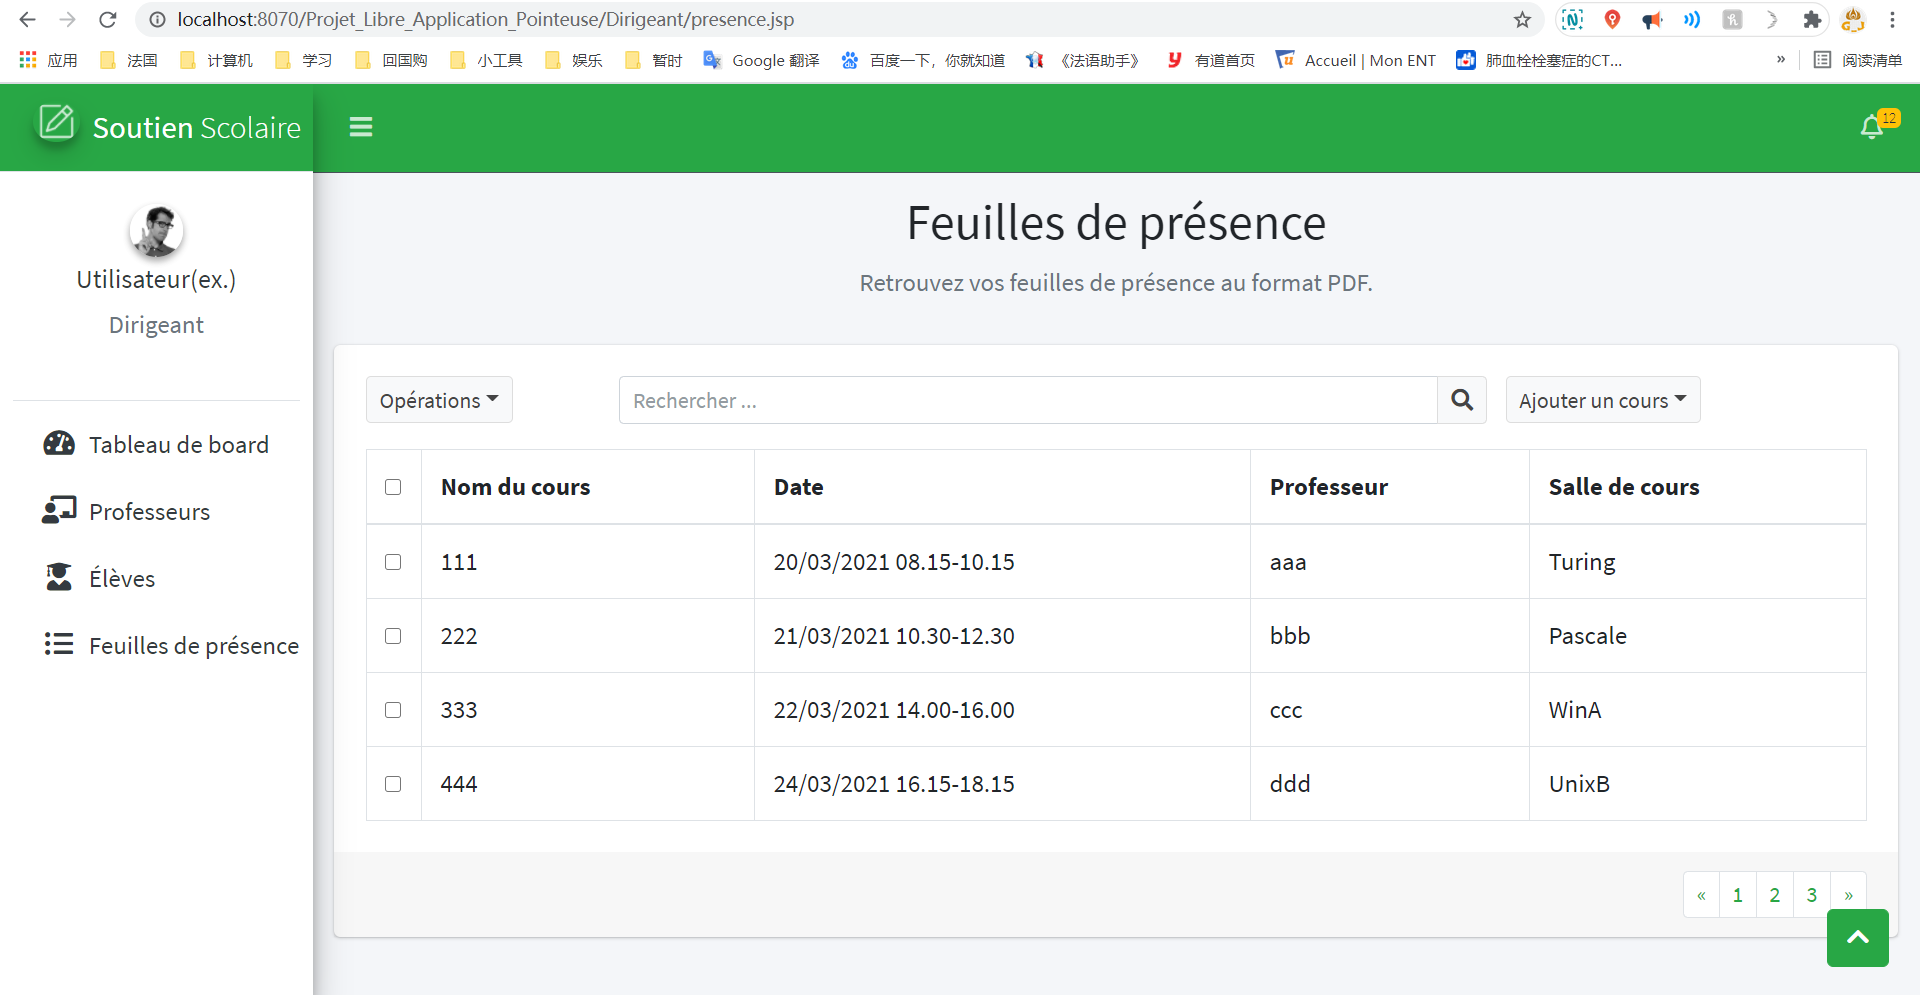 localhost:8070/Projet_Libre_Application_Pointeuse/Dirigeant/presence.jsp
应用 法国 计算机 学习 回国购 小工具 娱乐 暂时 Google 翻译 百度一下，你就知道 《法语助手》 有道首页 Accueil | Mon ENT 肺血栓栓塞症的CT... » 阅读清单
Soutien Scolaire
12
Utilisateur(ex.)
Dirigeant
Tableau de board
Professeurs
Élèves
Feuilles de présence
Feuilles de présence
Retrouvez vos feuilles de présence au format PDF.
Opérations Rechercher ... Ajouter un cours
Nom du cours Date Professeur Salle de cours
111 20/03/2021 08.15-10.15 aaa Turing
222 21/03/2021 10.30-12.30 bbb Pascale
333 22/03/2021 14.00-16.00 ccc WinA
444 24/03/2021 16.15-18.15 ddd UnixB
« 1 2 3 »